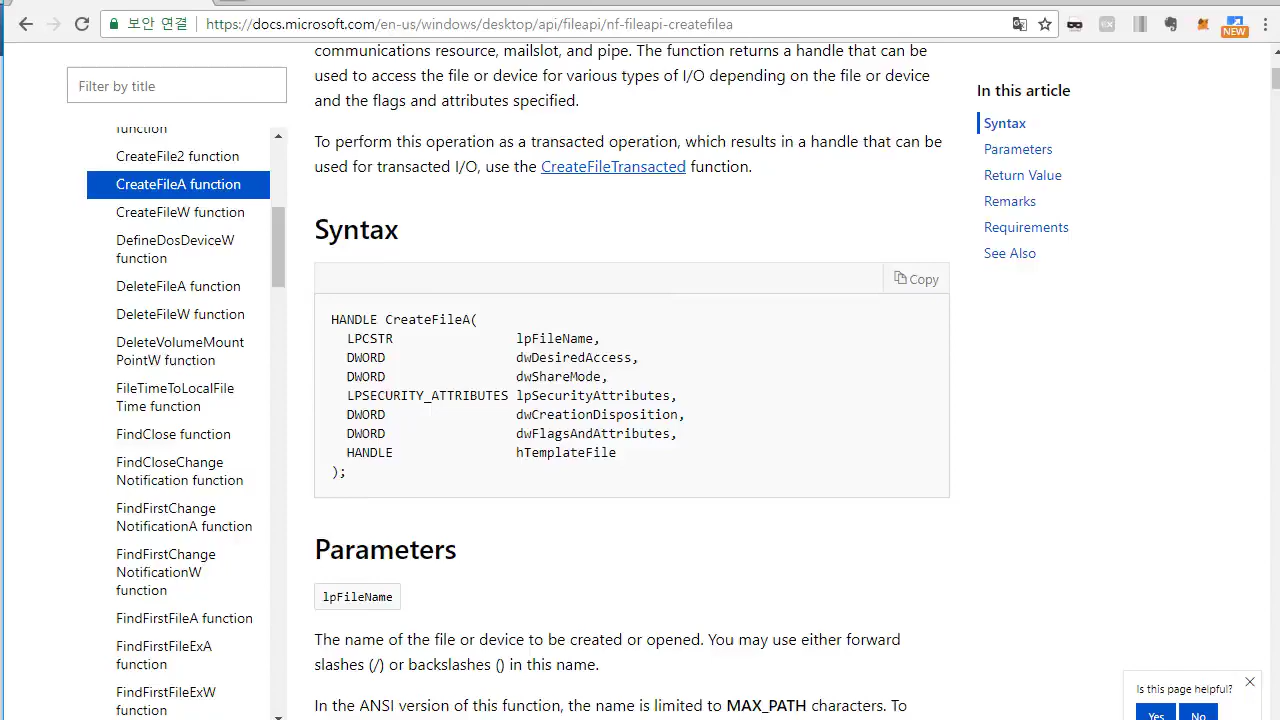 보안 연결
https://docs.microsoft.com/en-us/windows/desktop/api/fileapi/nf-fileapi-createfilea
NEW
Filter by title
function
CreateFile2 function
CreateFileA function
CreateFileW function
DefineDosDeviceW
function
DeleteFileA function
DeleteFileW function
DeleteVolumeMount
PointW function
FileTimeToLocalFile
Time function
FindClose function
FindCloseChange
Notification function
FindFirstChange
NotificationA function
FindFirstChange
NotificationW
function
FindFirstFileA function
FindFirstFileExA
function
FindFirstFileExW
function
communications resource, mailslot, and pipe. The function returns a handle that can be
used to access the file or device for various types of I/O depending on the file or device
and the flags and attributes specified.
To perform this operation as a transacted operation, which results in a handle that can be
used for transacted I/O, use the CreateFileTransacted function.
Syntax
Copy
HANDLE CreateFileA(
LPCSTR lpFileName,
DWORD dwDesiredAccess,
DWORD dwShareMode,
LPSECURITY_ATTRIBUTES lpSecurityAttributes,
DWORD dwCreationDisposition,
DWORD dwFlagsAndAttributes,
HANDLE hTemplateFile
);
Parameters
lpFileName
The name of the file or device to be created or opened. You may use either forward
slashes (/) or backslashes () in this name.
In the ANSI version of this function, the name is limited to MAX_PATH characters. To
In this article
Syntax
Parameters
Return Value
Remarks
Requirements
See Also
Is this page helpful?
Yes No